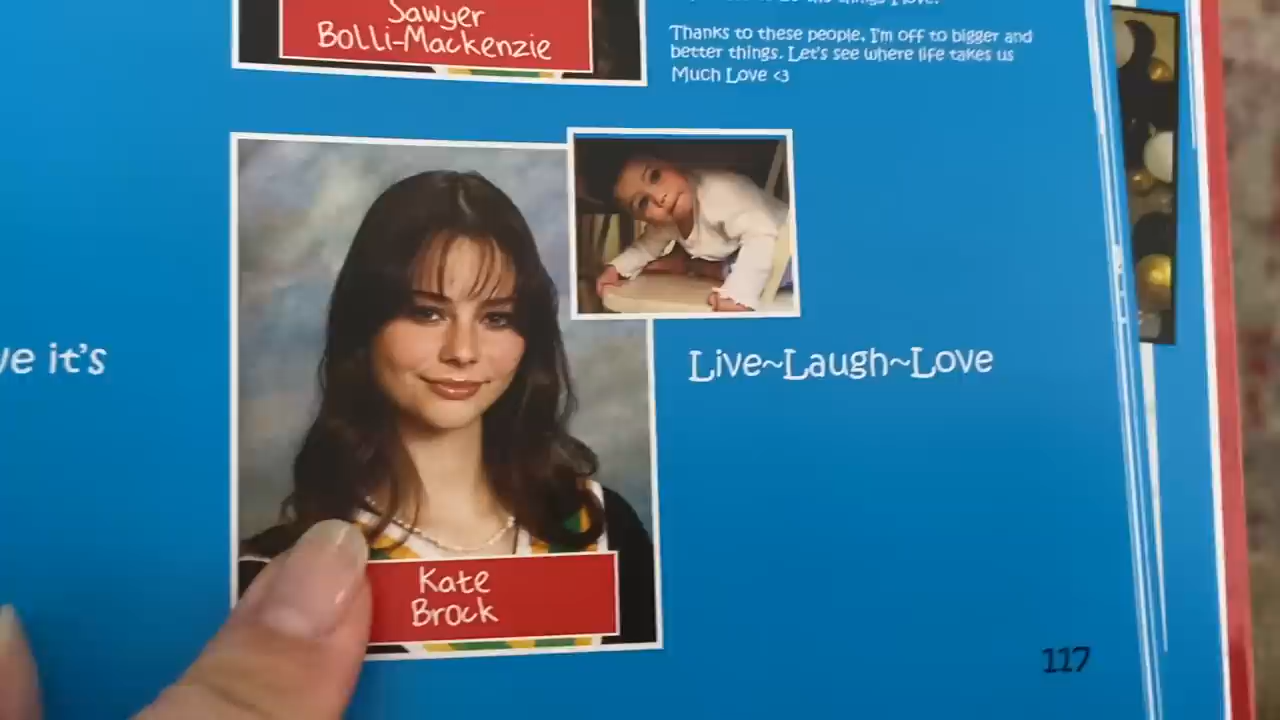 Sawyer
Bolli-Mackenzie
Thanks to these people, I'm off to bigger and
better things. Let's see where life takes us
Much Love <3
it's
Live~Laugh~Love
Kate
Brock
117